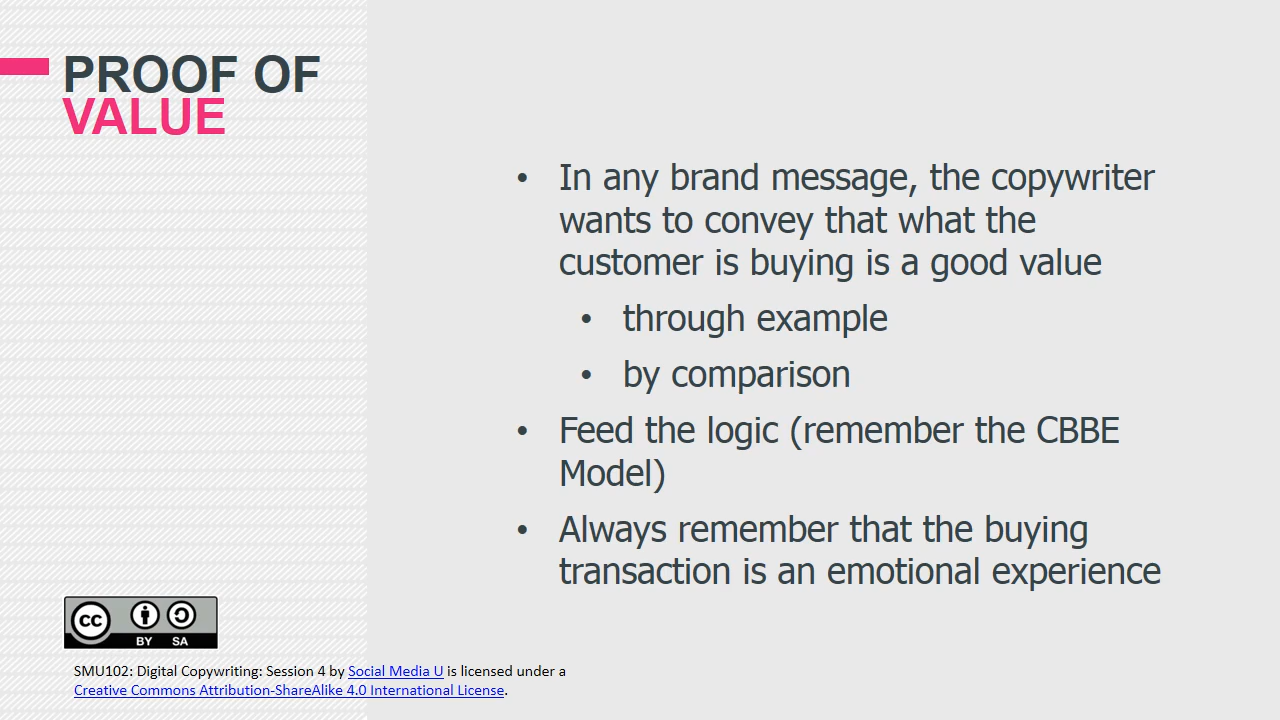 PROOF OF
VALUE
• In any brand message, the copywriter
wants to convey that what the
customer is buying is a good value
• through example
• by comparison
• Feed the logic (remember the CBBE
Model)
• Always remember that the buying
transaction is an emotional experience
cc
BY SA
SMU102: Digital Copywriting: Session 4 by Social Media U is licensed under a
Creative Commons Attribution-ShareAlike 4.0 International License.